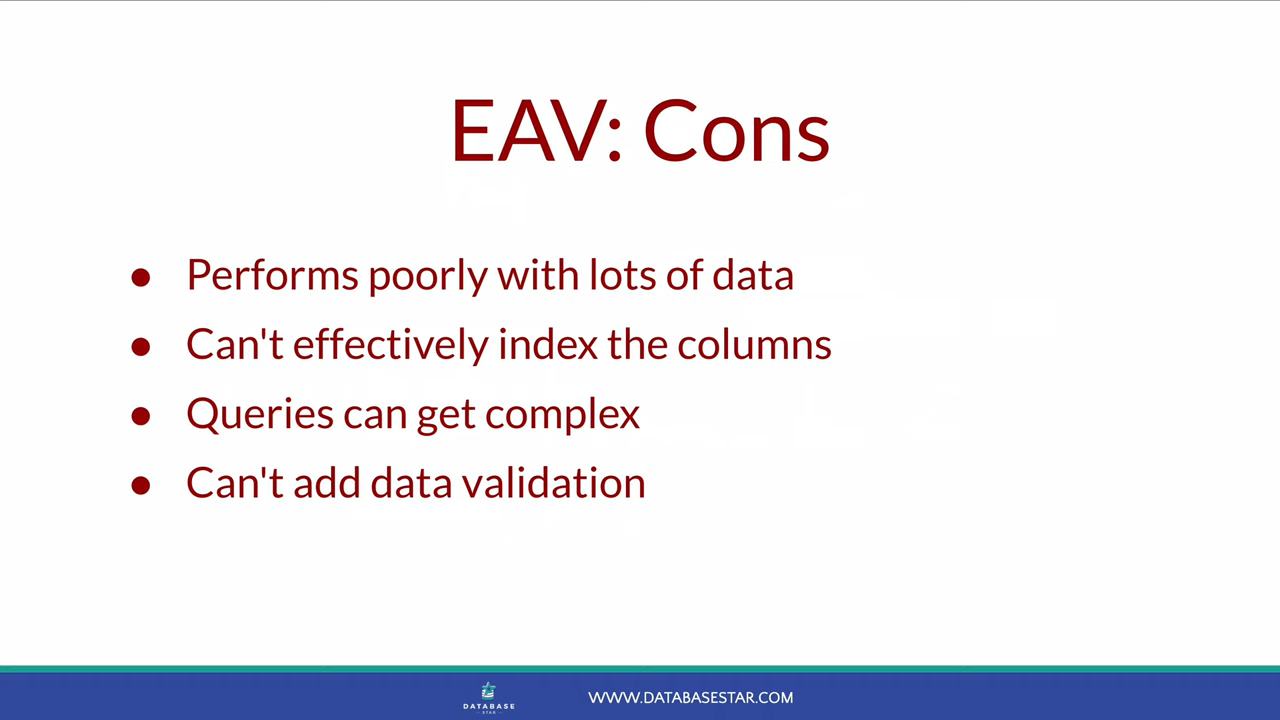 EAV: Cons
● Performs poorly with lots of data
● Can't effectively index the columns
● Queries can get complex
● Can't add data validation
DATABASE
STAR
WWW.DATABASESTAR.COM